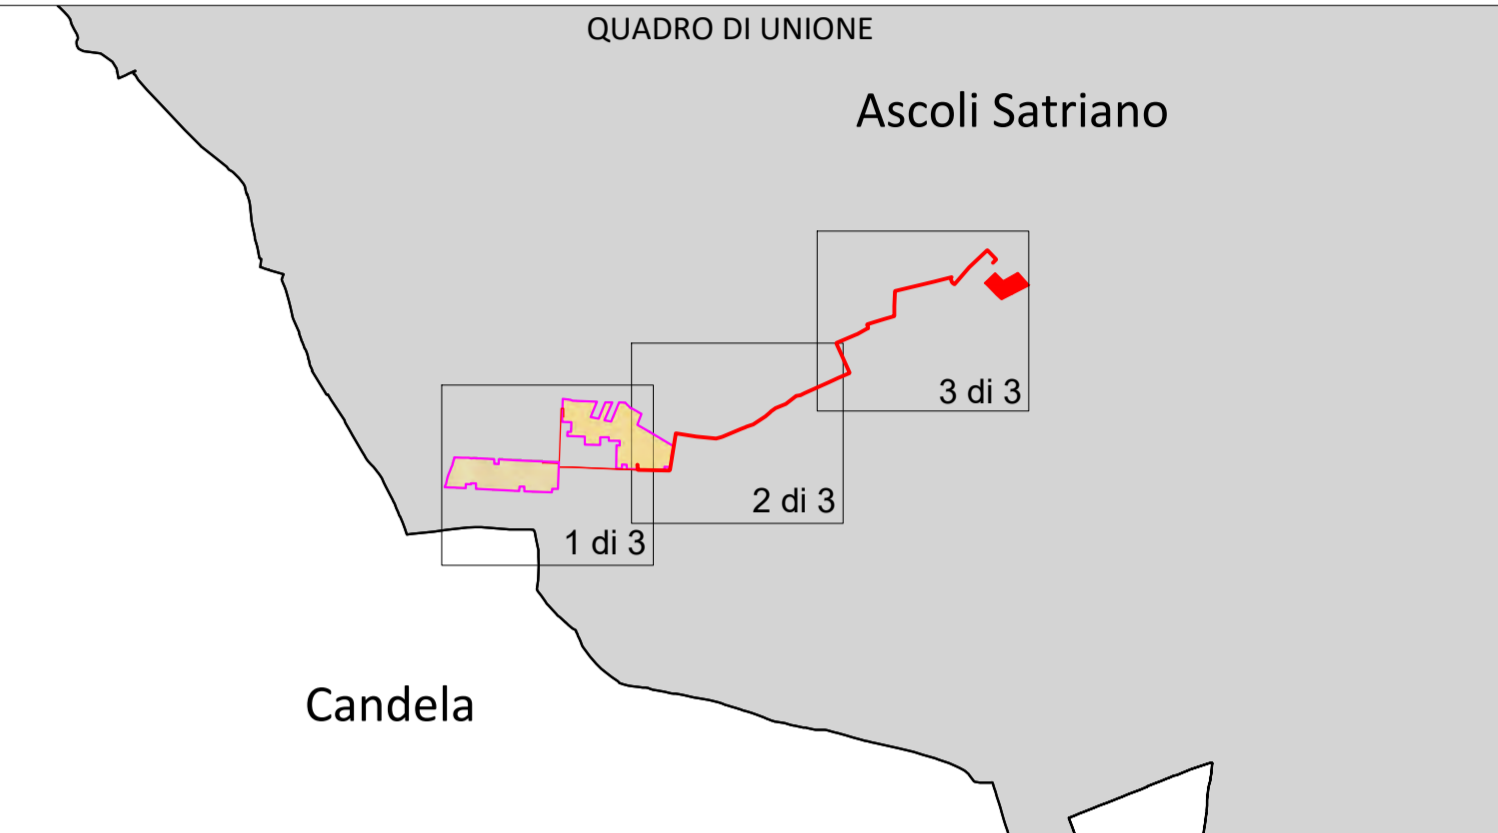 QUADRO DI UNIONE
Ascoli Satriano
3 di 3
2 di 3
1 di 3
Candela